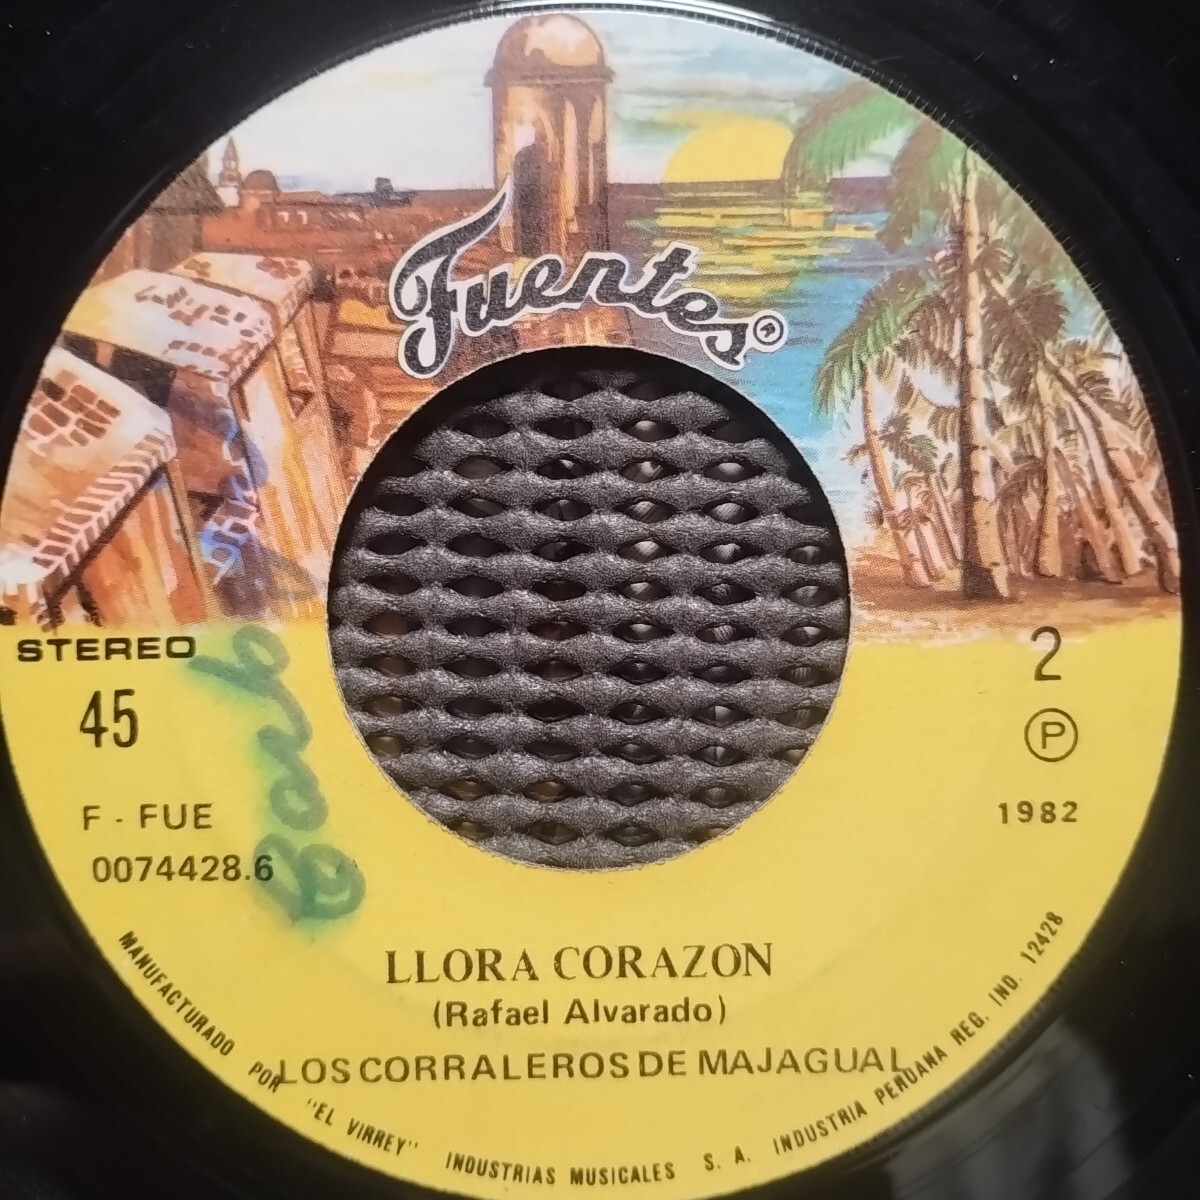 Fuentes®
STEREO
45
F - FUE
0074428.6
2
Ⓟ
1982
LLORA CORAZON
(Rafael Alvarado)
LOS CORRALEROS DE MAJAGUAL
MANUFACTURADO POR "EL VIRREY" INDUSTRIAS MUSICALES S. A. INDUSTRIA PERUANA REG. IND. 12428